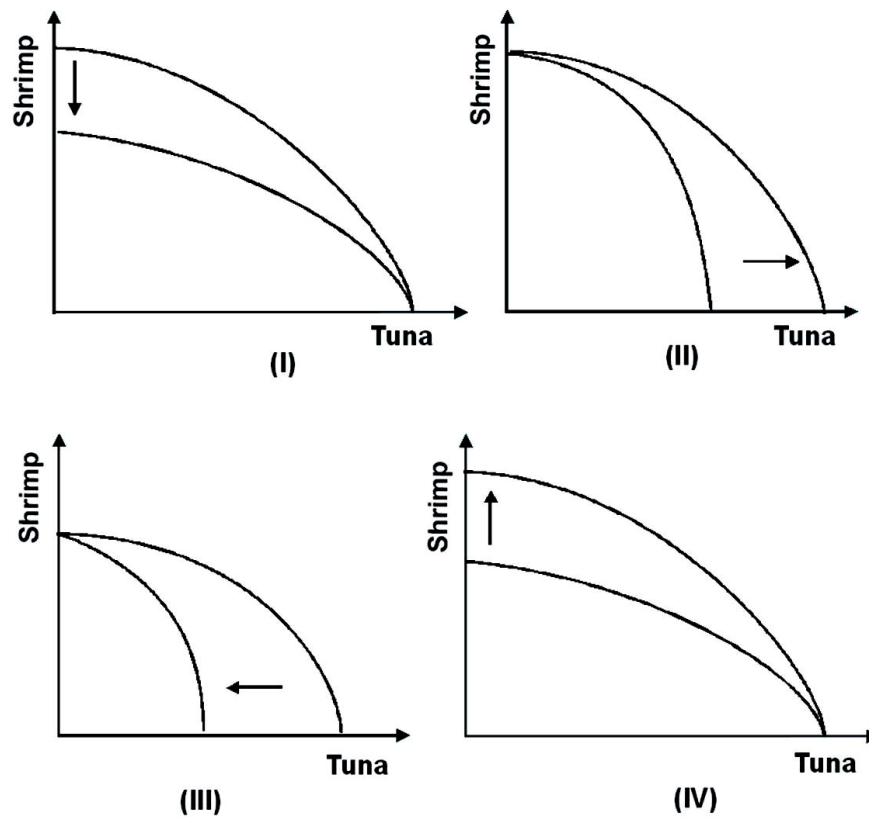 Shrimp
Tuna
(I)
Shrimp
Tuna
(II)
Shrimp
Tuna
(III)
Shrimp
Tuna
(IV)